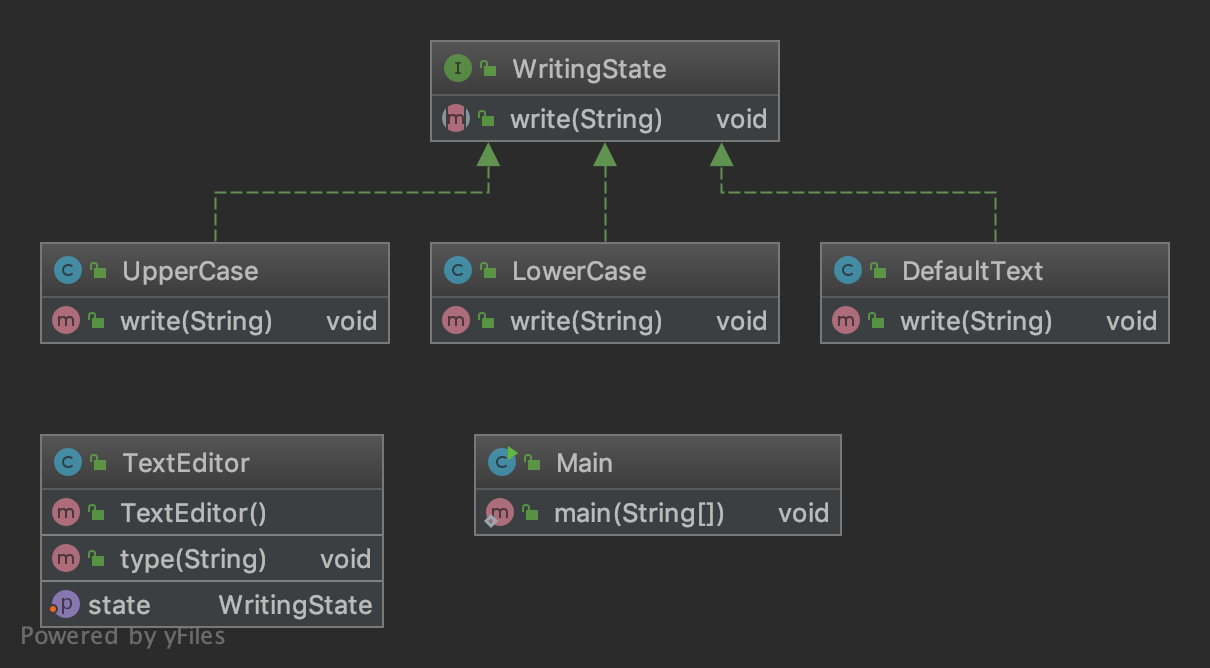 WritingState
write(String) void
UpperCase
write(String) void
LowerCase
write(String) void
DefaultText
write(String) void
TextEditor
TextEditor()
type(String) void
state WritingState
Main
main(String[]) void
Powered by yFiles